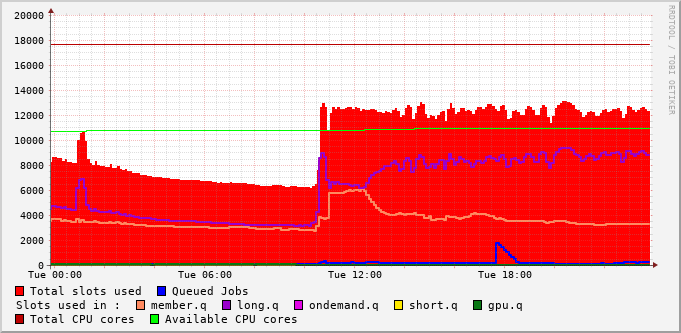 20000
18000
16000
14000
12000
10000
8000
6000
4000
2000
0
Tue 00:00 Tue 06:00 Tue 12:00 Tue 18:00
RRDTOOL / TOBI OETIKER
Total slots used Queued Jobs
Slots used in : member.q long.q ondemand.q short.q gpu.q
Total CPU cores Available CPU cores